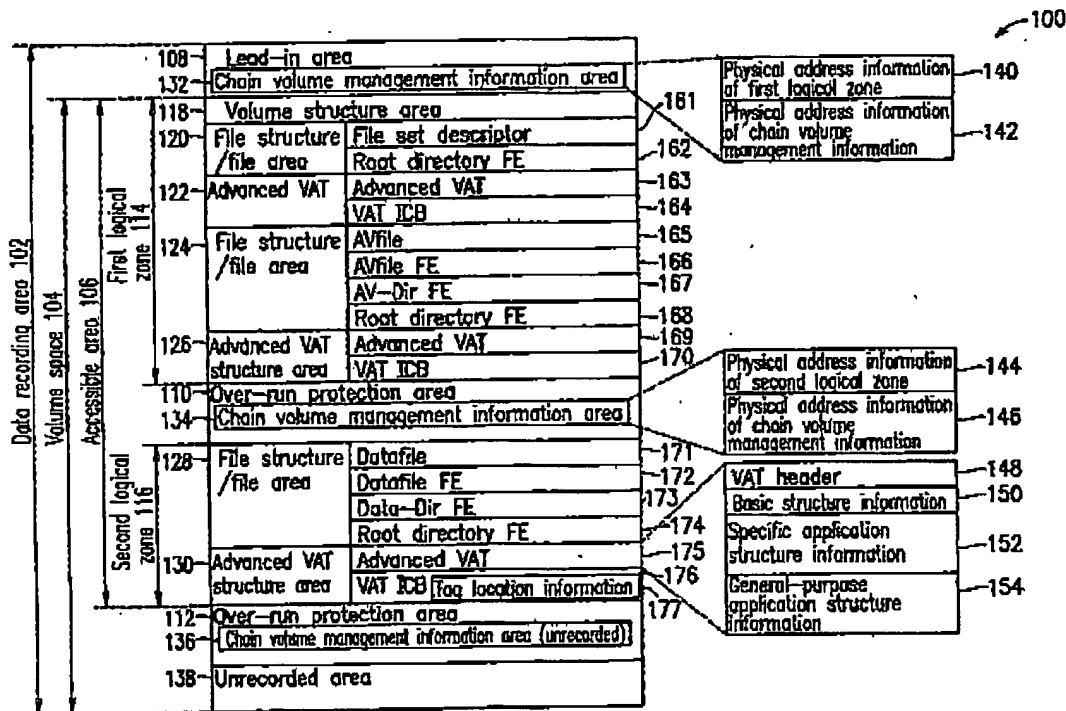 100
108 Lead-in area
132 Chain volume management information area
118 Volume structure area
161
120 File structure /file area
File set descriptor
Root directory FE 162
122 Advanced VAT
Advanced VAT 163
VAT ICB 164
124 File structure /file area
AVfile 165
AVfile FE 166
AV-Dir FE 167
Root directory FE 168
126 Advanced VAT structure area
Advanced VAT 169
VAT ICB 170
110 Over-run protection area
134 Chain volume management information area
128 File structure /file area
Datafile 171
Datafile FE 172
Data-Dir FE 173
Root directory FE 174
130 Advanced VAT structure area
Advanced VAT 175
VAT ICB Tag location information 176
177
112 Over-run protection area
136 Chain volume management information area (unrecorded)
138 Unrecorded area
Data recording area 102
Volume space 104
Accessible area 106
First logical zone 114
Second logical zone 116
Physical address information of first logical zone 140
Physical address information of chain volume management information 142
Physical address information of second logical zone 144
Physical address information of chain volume management information 146
VAT header 148
Basic structure information 150
Specific application structure information 152
General-purpose application structure information 154